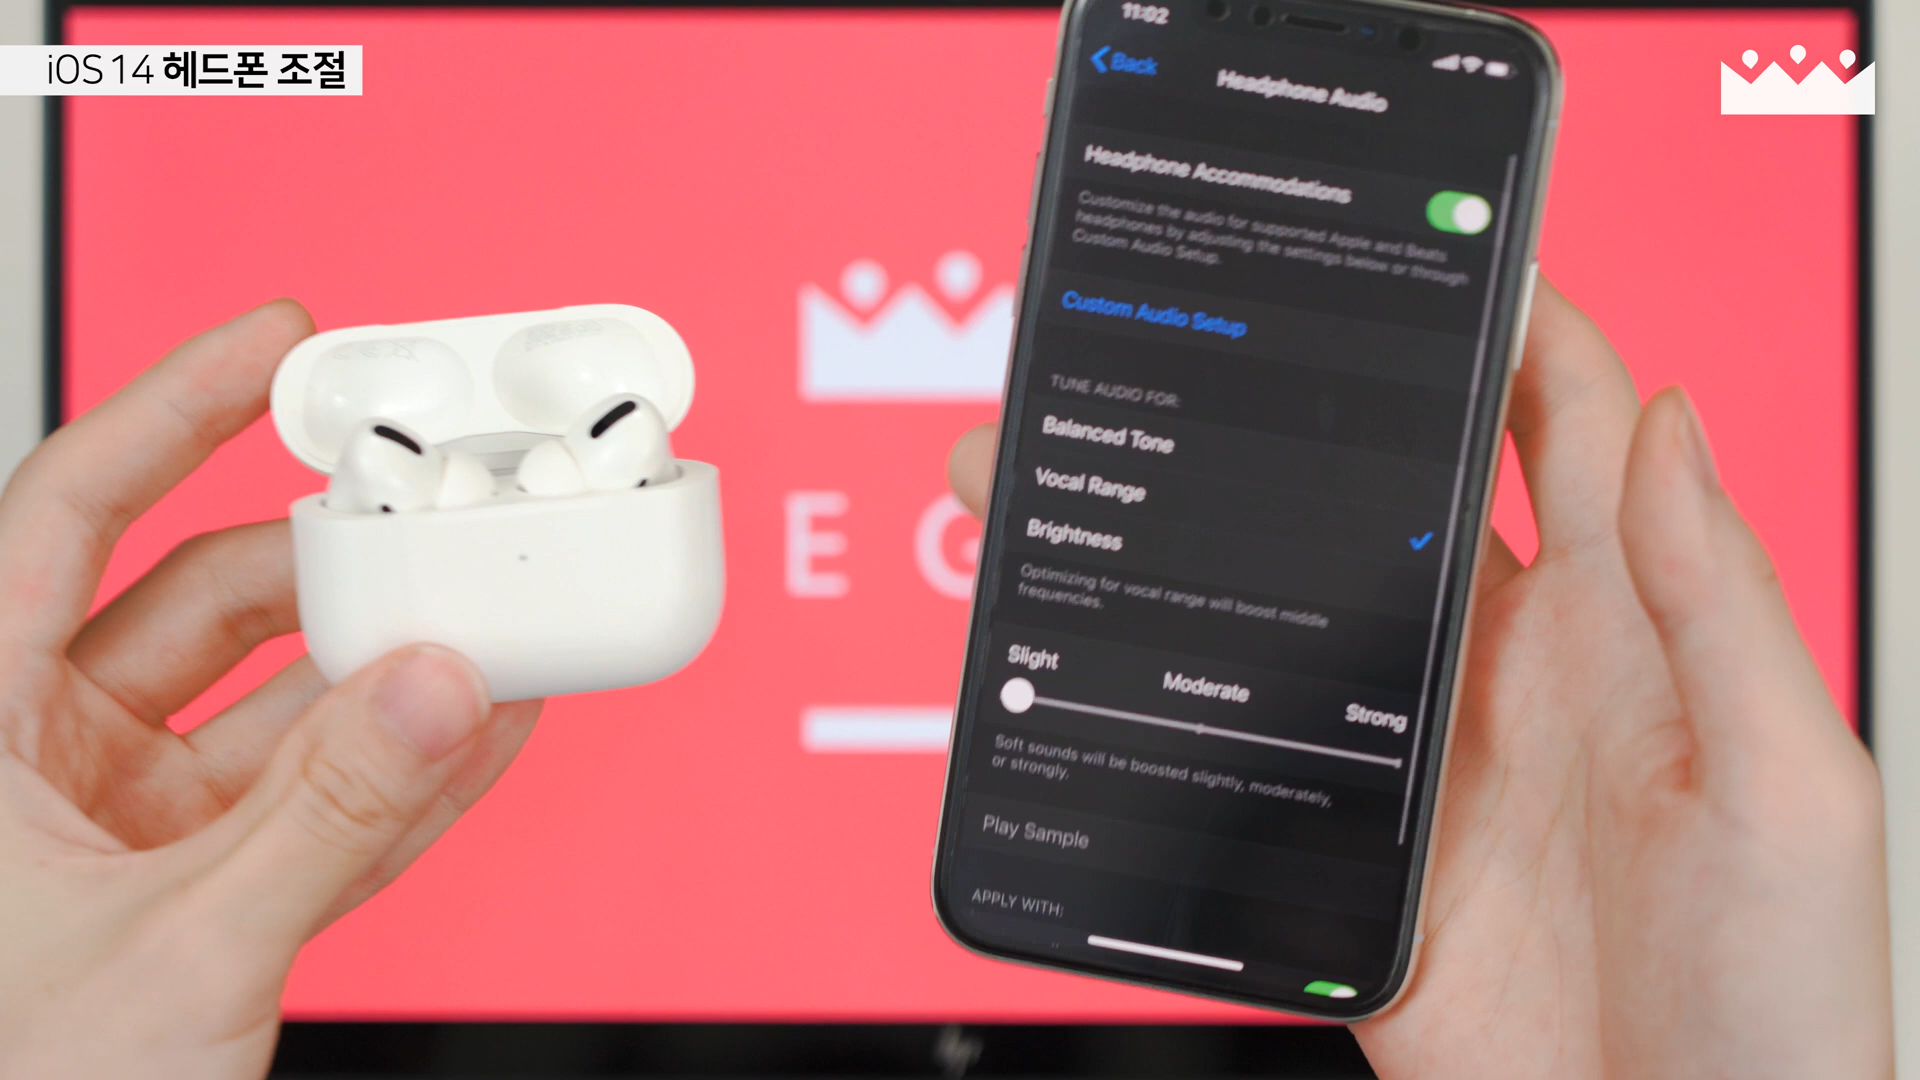 iOS 14 헤드폰 조절
11:02
Back
Headphone Audio
Headphone Accommodations
Customize the audio for supported Apple and Beats
headphones by adjusting the settings below or through
Custom Audio Setup.
Custom Audio Setup
TUNE AUDIO FOR:
Balanced Tone
Vocal Range
Brightness
Optimizing for vocal range will boost middle
frequencies.
Slight
Moderate
Strong
Soft sounds will be boosted slightly, moderately,
or strongly.
Play Sample
APPLY WITH:
E G
hp